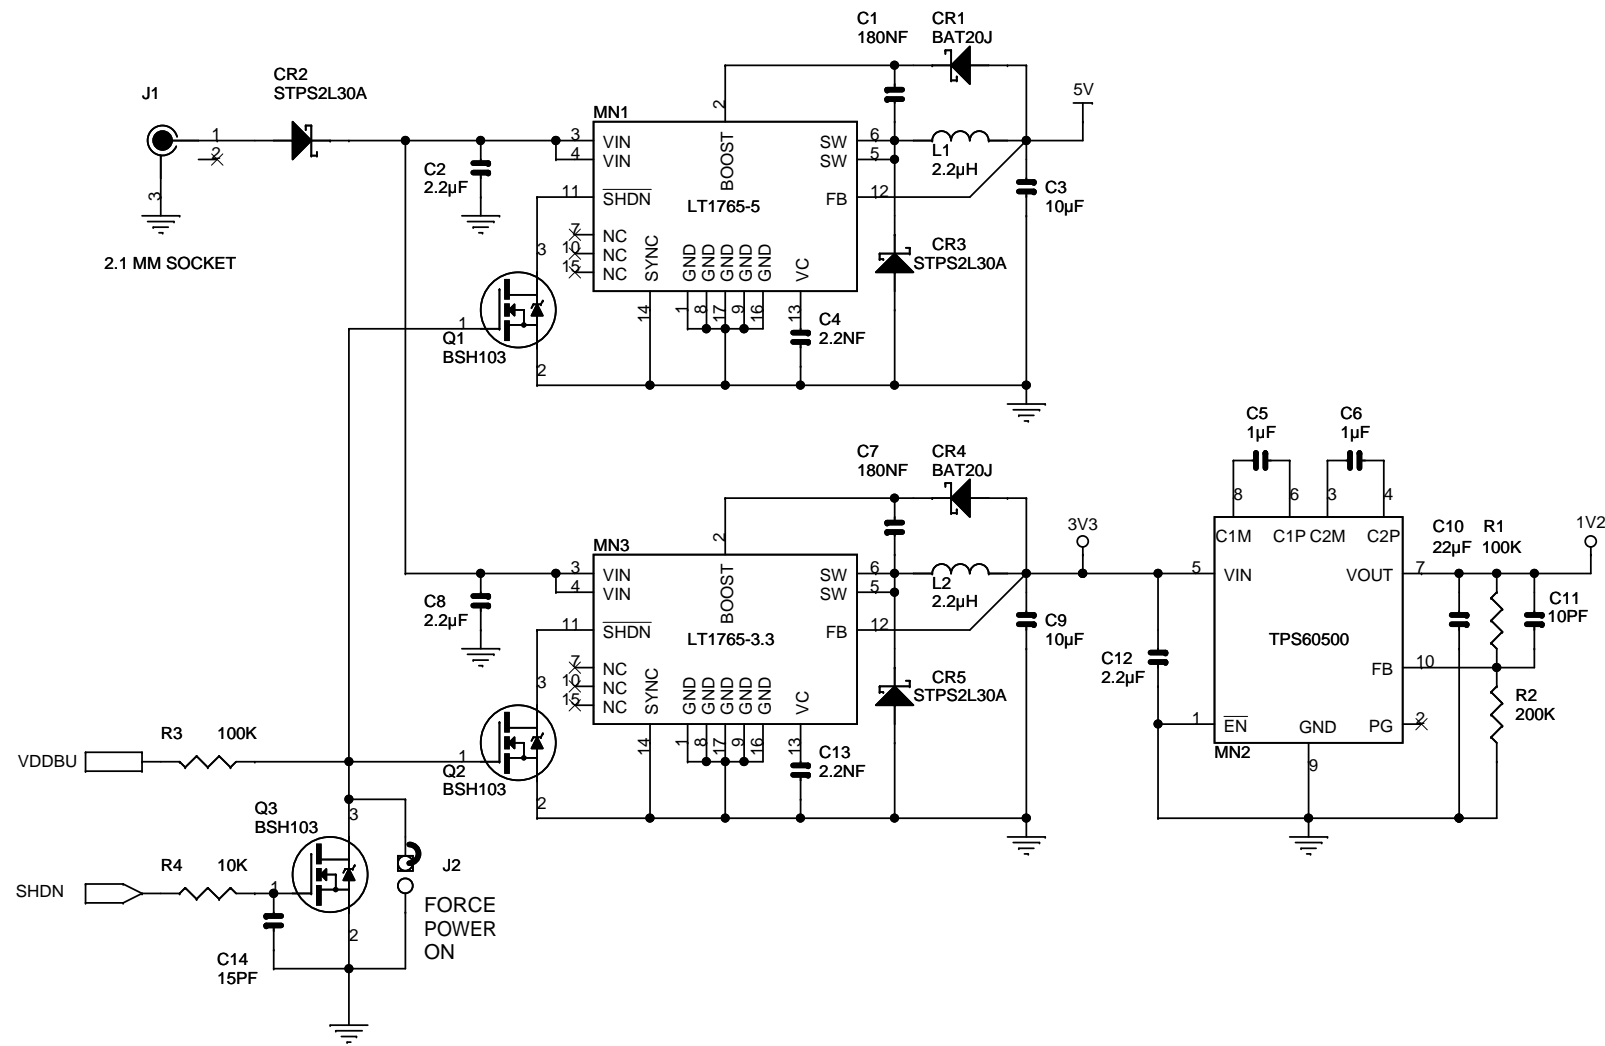 C1
180NF
CR1
BAT20J
CR2
STPS2L30A
J1
5V
2
MN1
1
2
3
3 VIN
4 VIN
BOOST
SW 6
SW 5
L1
2.2µH
C2
2.2µF
11 SHDN
LT1765-5
FB 12
C3
10µF
7 NC
10 NC
15 NC
SYNC
GND
GND
GND
GND
GND
VC
CR3
STPS2L30A
2.1 MM SOCKET
3
14
1
8
17
9
16
13
C4
2.2NF
1
Q1
BSH103
2
C5
1µF
C6
1µF
C7
180NF
CR4
BAT20J
8
6
3
4
2
3V3
1V2
MN3
C1M
C1P
C2M
C2P
C10
22µF
R1
100K
3 VIN
4 VIN
BOOST
SW 6
SW 5
L2
2.2µH
5 VIN
VOUT 7
C8
2.2µF
C11
10PF
11 SHDN
LT1765-3.3
FB 12
C9
10µF
TPS60500
C12
2.2µF
FB 10
7 NC
10 NC
15 NC
SYNC
GND
GND
GND
GND
GND
VC
CR5
STPS2L30A
R2
200K
3
1 EN
GND
PG 2
MN2
9
14
1
8
17
9
16
13
C13
2.2NF
R3
100K
VDDBU
1
Q2
BSH103
2
Q3
BSH103
3
R4
10K
J2
SHDN
1
FORCE
POWER
ON
2
C14
15PF